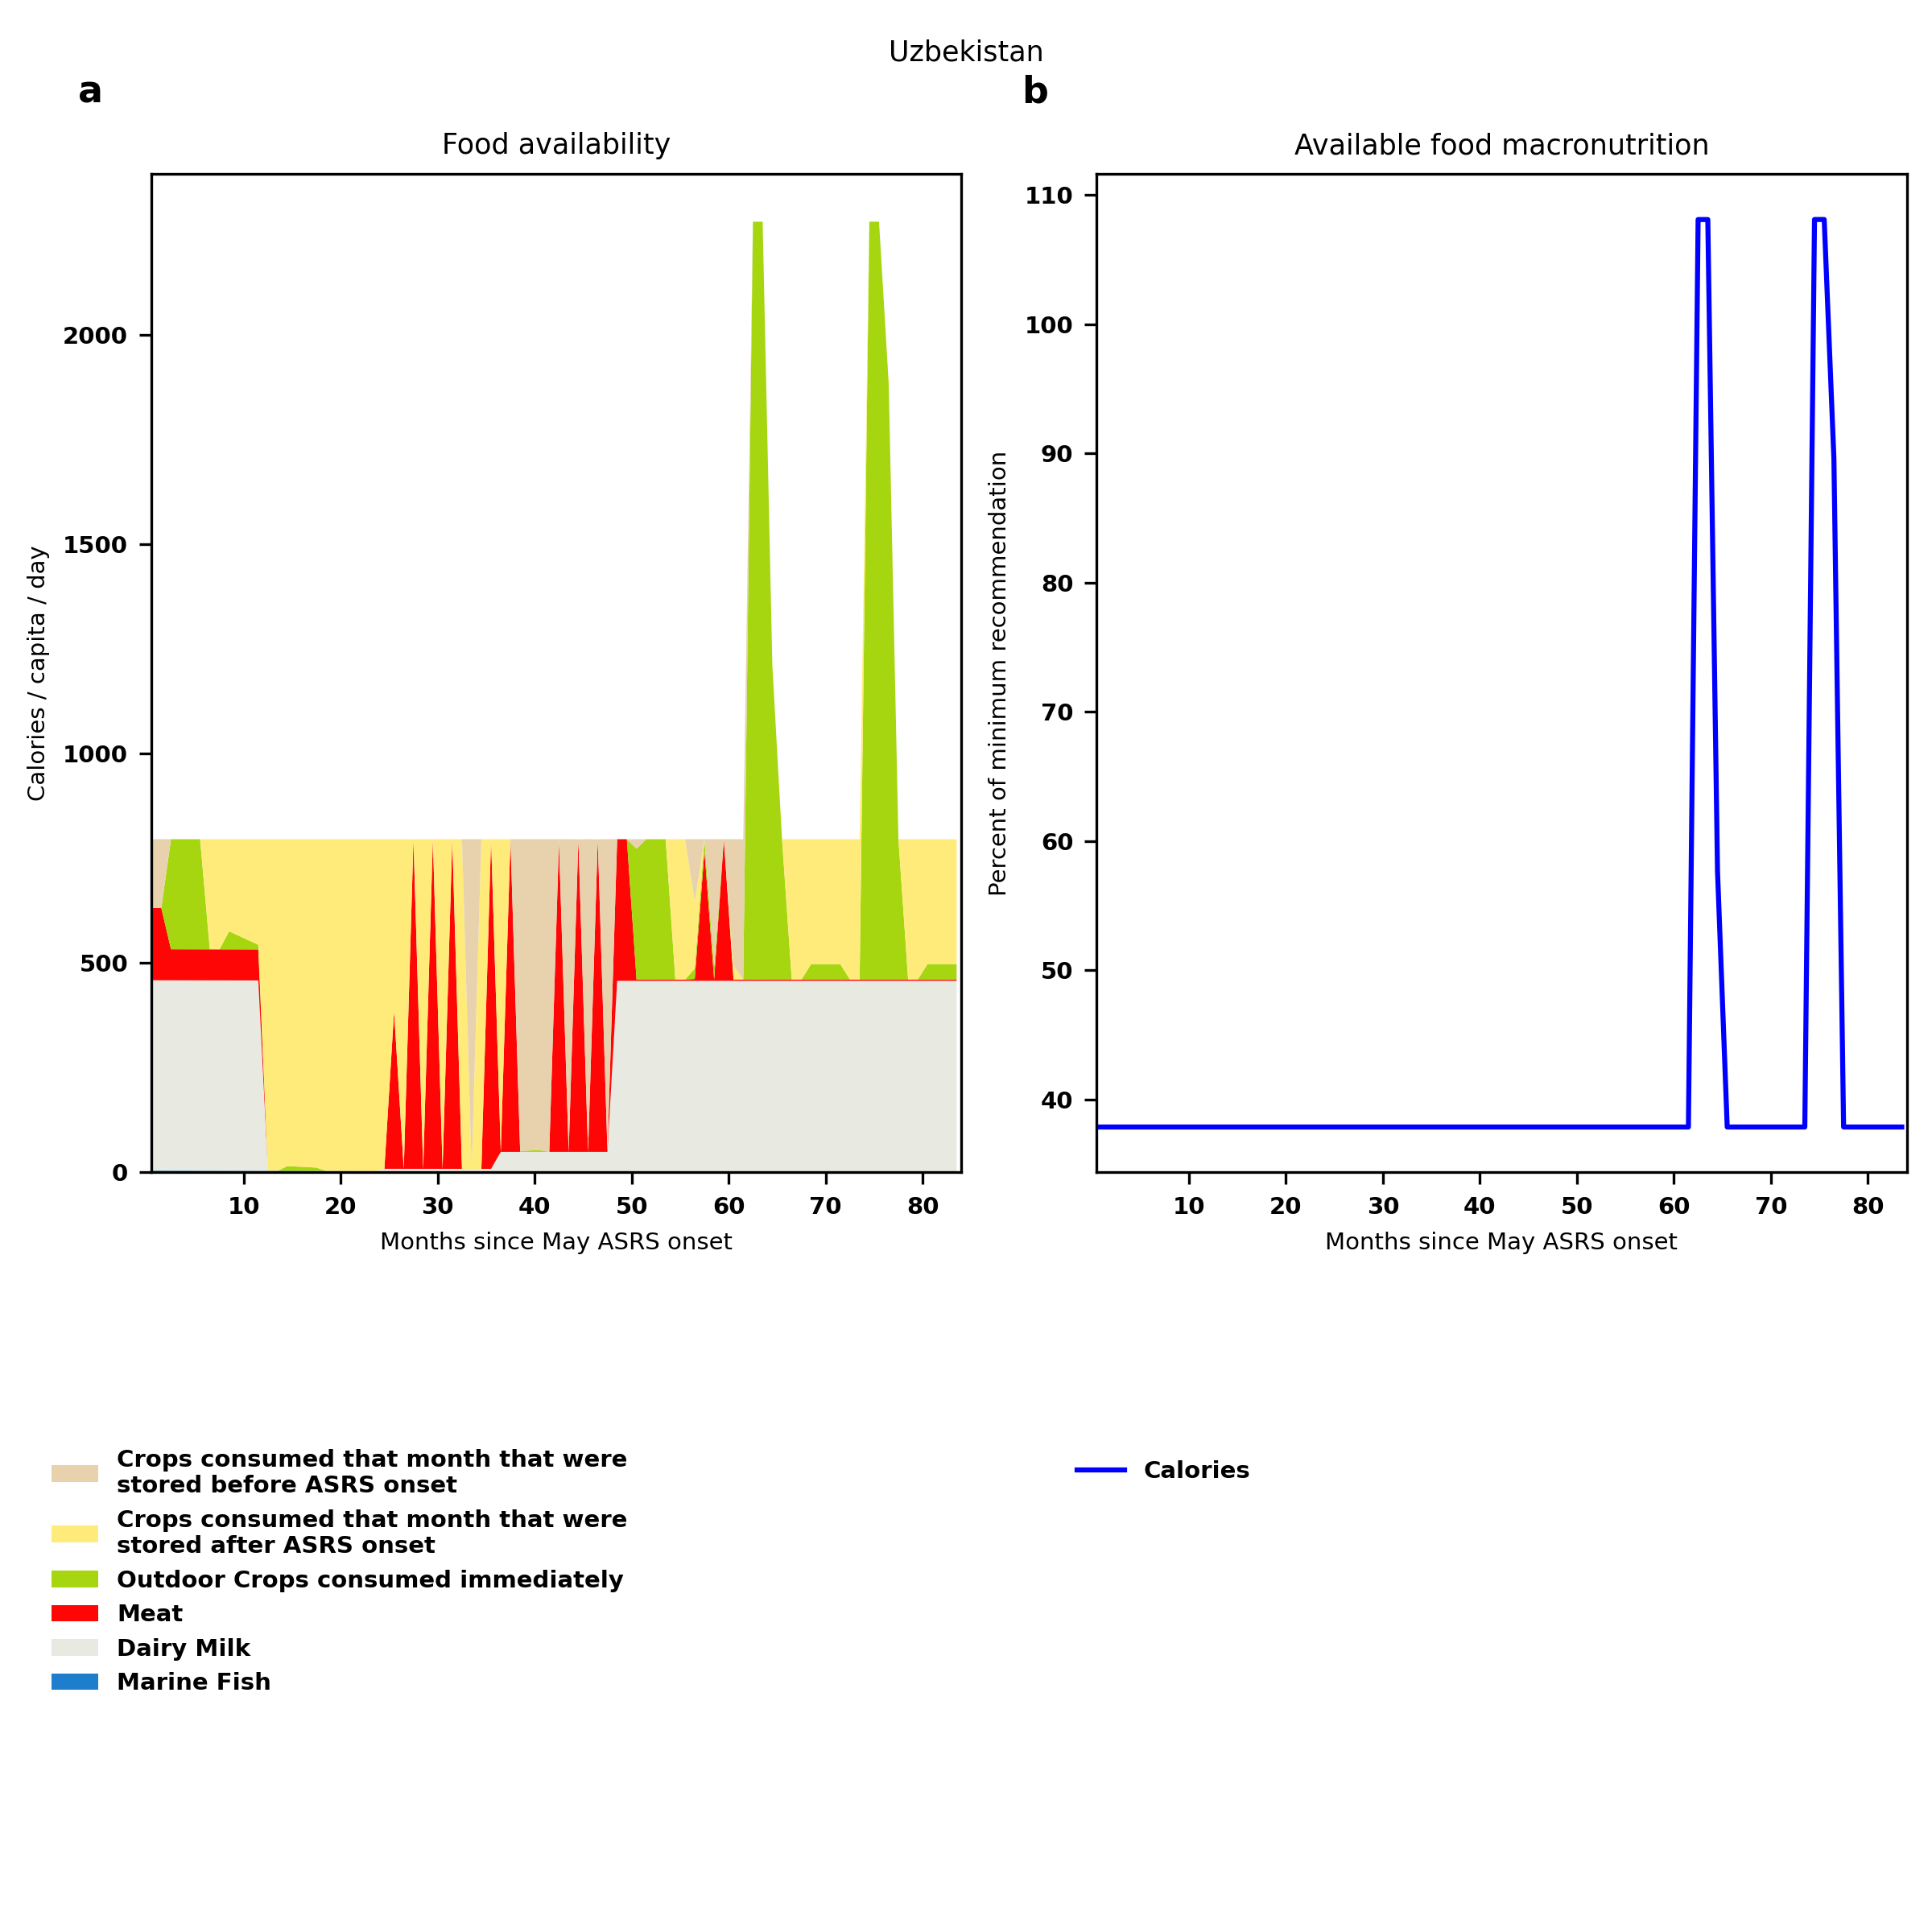 Uzbekistan
a
b
Food availability
Available food macronutrition
Calories / capita / day
2000
1500
1000
500
0
10 20 30 40 50 60 70 80
Months since May ASRS onset
Percent of minimum recommendation
110
100
90
80
70
60
50
40
10 20 30 40 50 60 70 80
Months since May ASRS onset
Crops consumed that month that were
stored before ASRS onset
Crops consumed that month that were
stored after ASRS onset
Outdoor Crops consumed immediately
Meat
Dairy Milk
Marine Fish
Calories